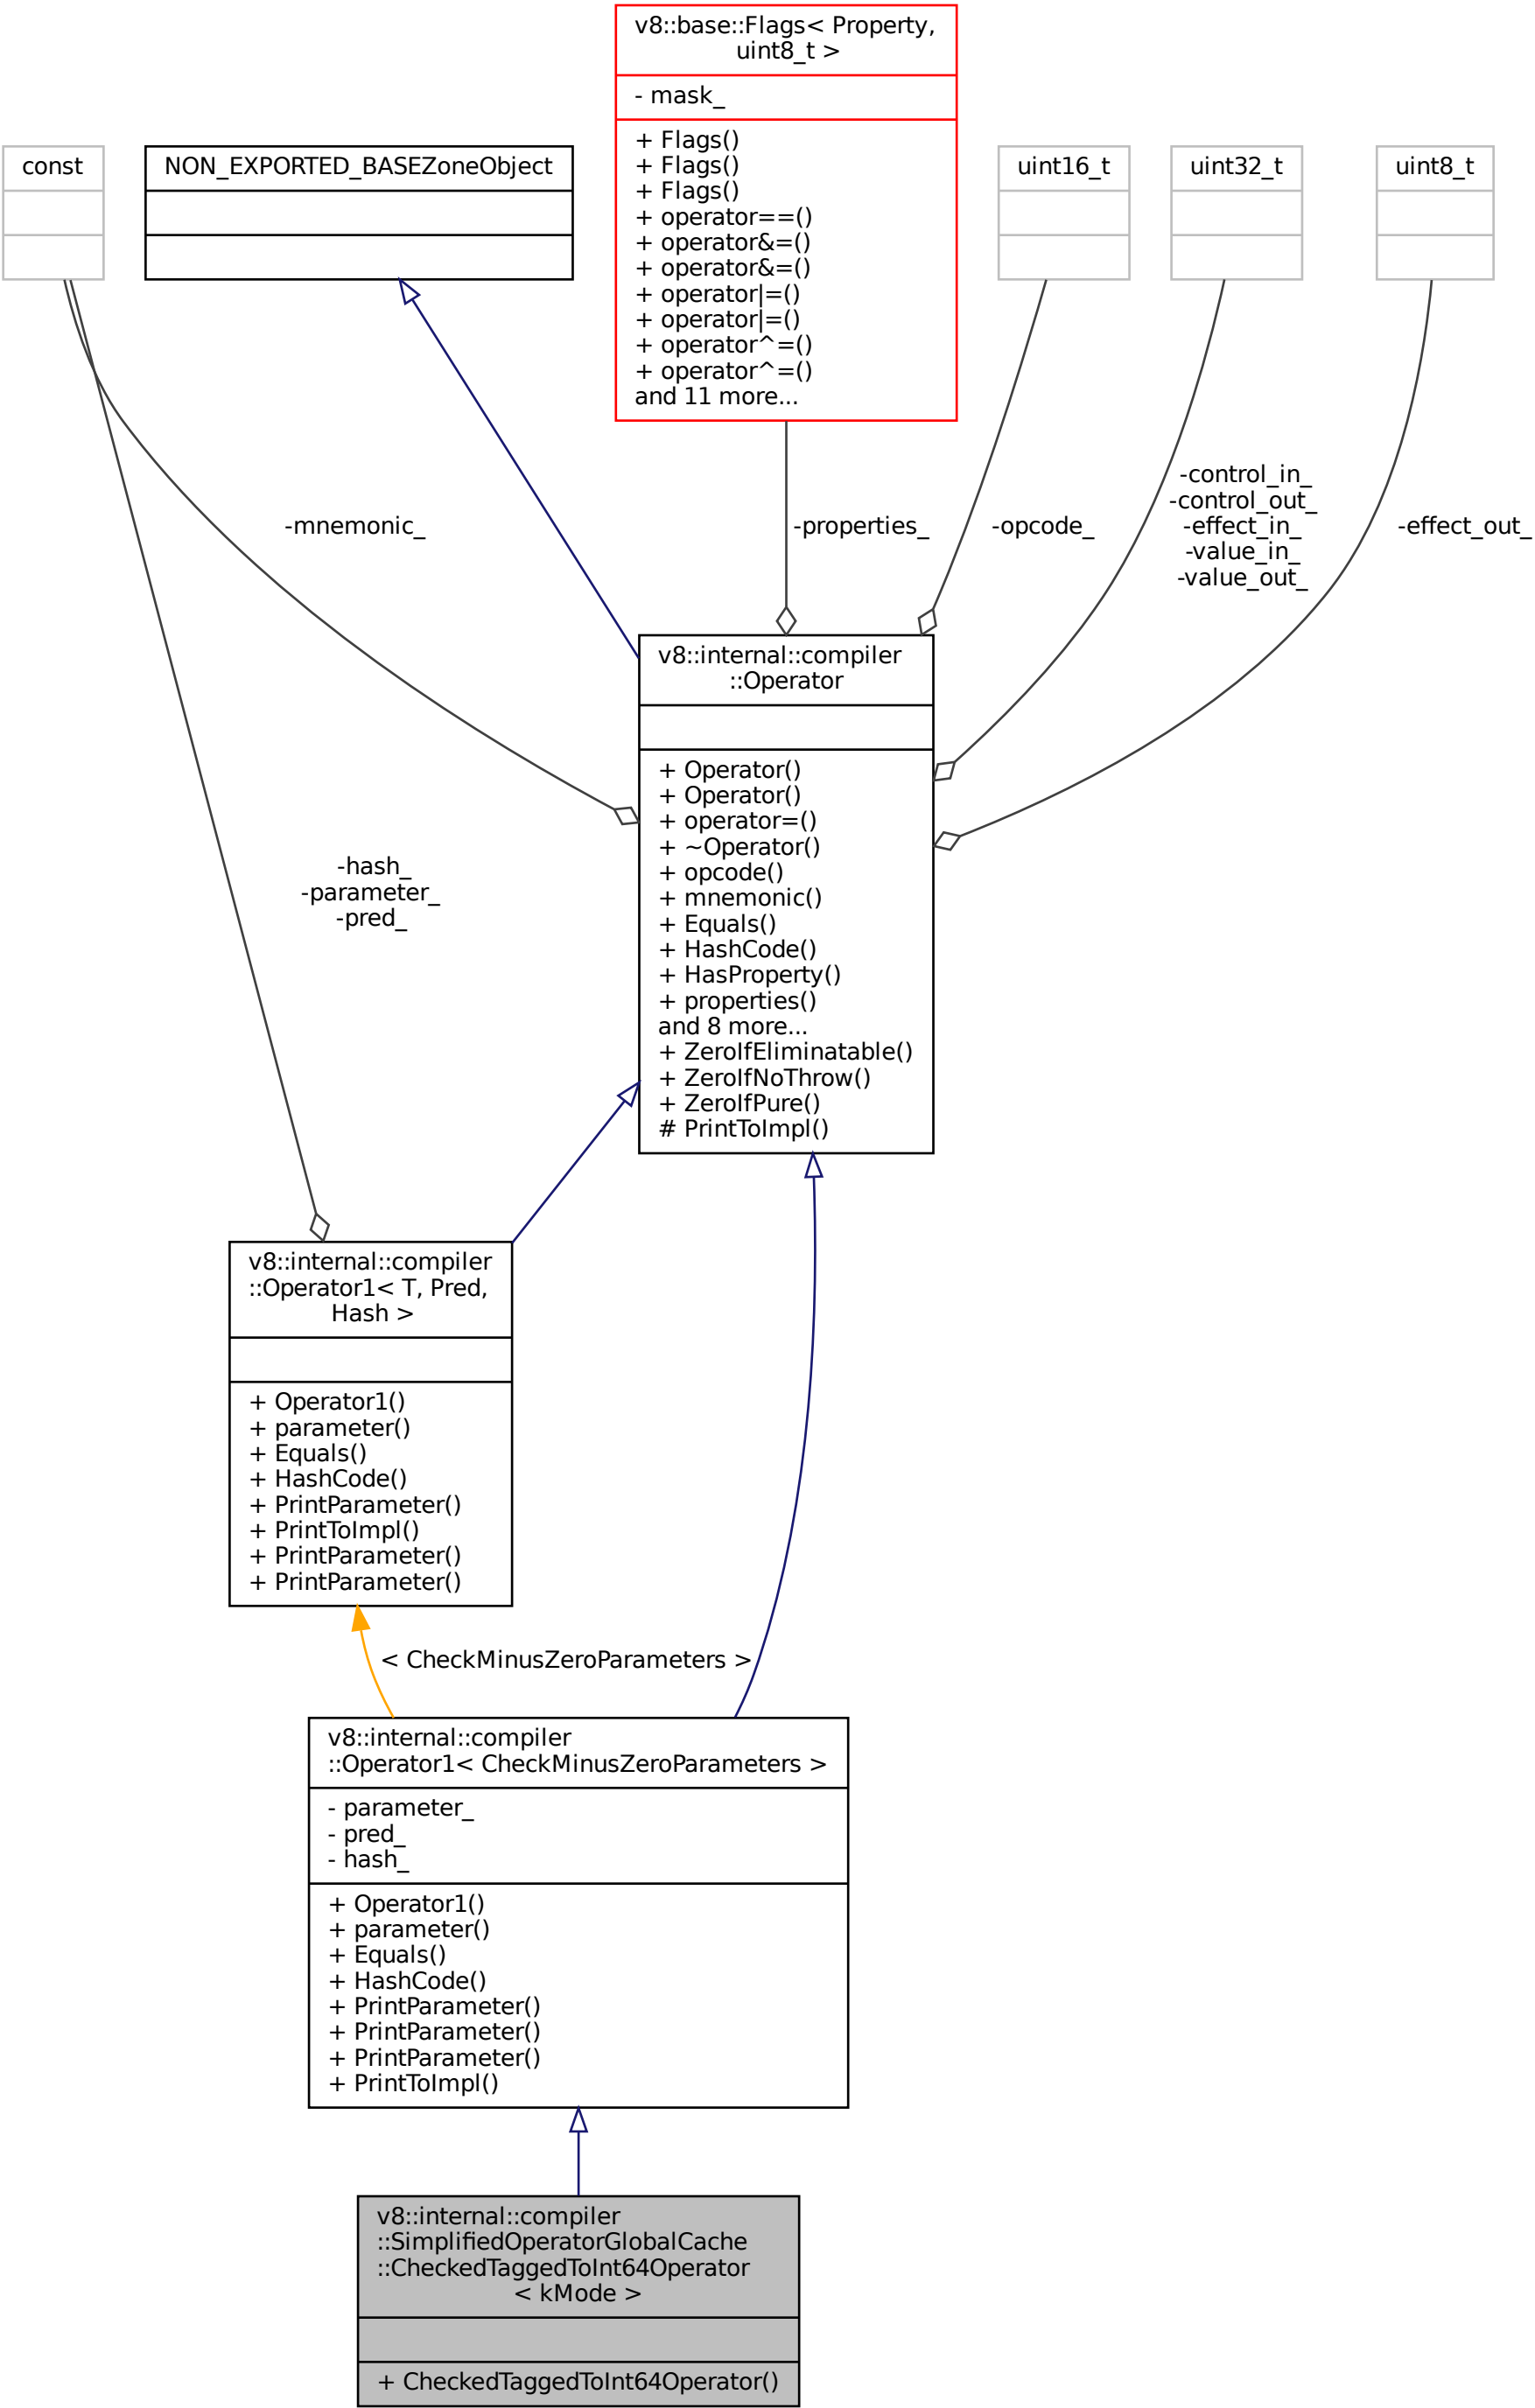 v8::base::Flags< Property,
uint8_t >
- mask_
+ Flags()
+ Flags()
+ Flags()
+ operator==()
+ operator&=()
+ operator&=()
+ operator|=()
+ operator|=()
+ operator^=()
+ operator^=()
and 11 more...
const
NON_EXPORTED_BASEZoneObject
uint16_t
uint32_t
uint8_t
-mnemonic_
-properties_
-opcode_
-control_in_
-control_out_
-effect_in_
-value_in_
-value_out_
-effect_out_
v8::internal::compiler
::Operator
+ Operator()
+ Operator()
+ operator=()
+ ~Operator()
+ opcode()
+ mnemonic()
+ Equals()
+ HashCode()
+ HasProperty()
+ properties()
and 8 more...
+ ZeroIfEliminatable()
+ ZeroIfNoThrow()
+ ZeroIfPure()
# PrintToImpl()
-hash_
-parameter_
-pred_
v8::internal::compiler
::Operator1< T, Pred,
Hash >
+ Operator1()
+ parameter()
+ Equals()
+ HashCode()
+ PrintParameter()
+ PrintToImpl()
+ PrintParameter()
+ PrintParameter()
< CheckMinusZeroParameters >
v8::internal::compiler
::Operator1< CheckMinusZeroParameters >
- parameter_
- pred_
- hash_
+ Operator1()
+ parameter()
+ Equals()
+ HashCode()
+ PrintParameter()
+ PrintParameter()
+ PrintParameter()
+ PrintToImpl()
v8::internal::compiler
::SimplifiedOperatorGlobalCache
::CheckedTaggedToInt64Operator
< kMode >
+ CheckedTaggedToInt64Operator()